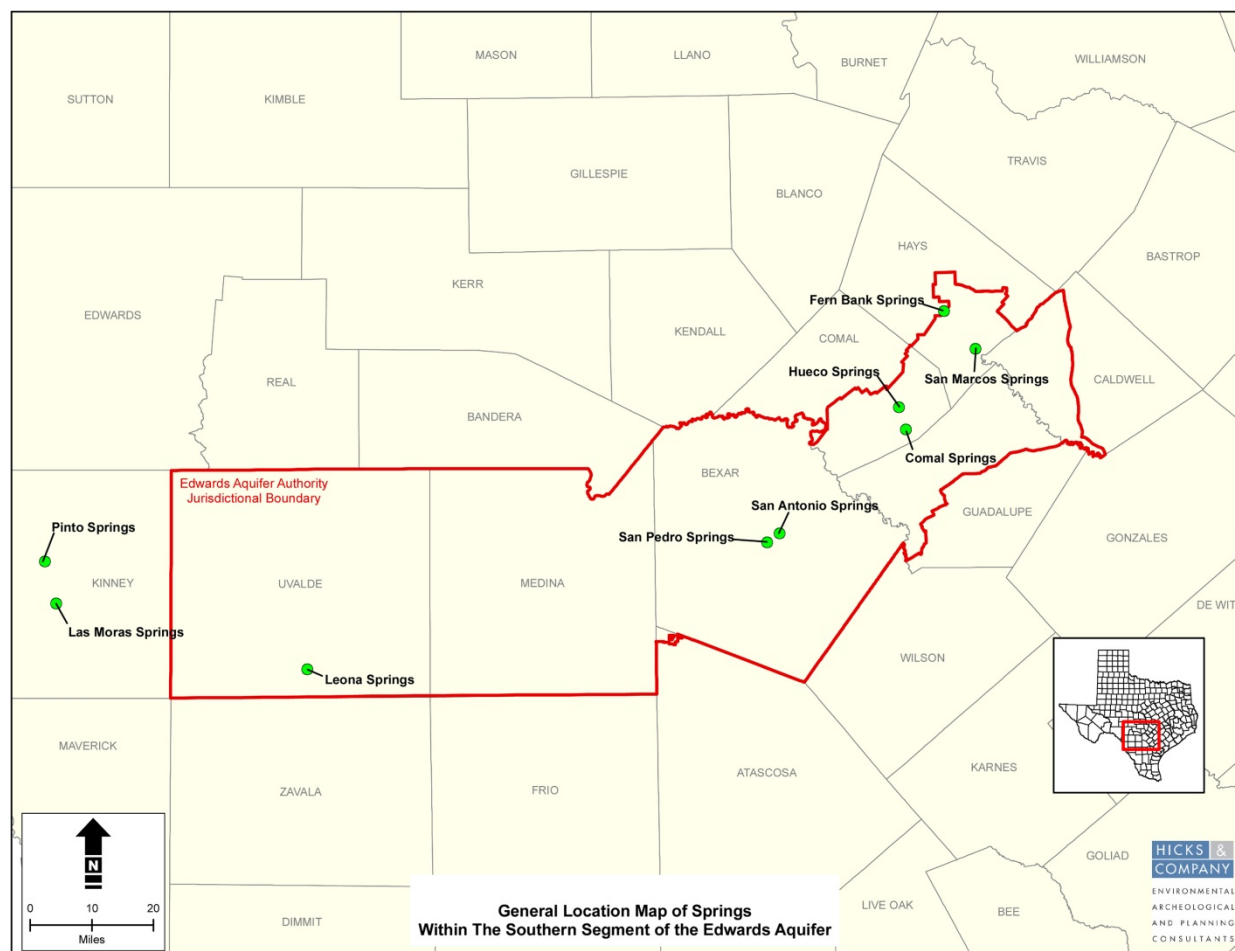 MASON
LLANO
BURNET
WILLIAMSON
SUTTON
KIMBLE
GILLESPIE
TRAVIS
BLANCO
HAYS
BASTROP
EDWARDS
KERR
Fern Bank Springs
KENDALL
COMAL
REAL
Hueco Springs
San Marcos Springs
CALDWELL
BANDERA
Comal Springs
BEXAR
Edwards Aquifer Authority
Jurisdictional Boundary
San Antonio Springs
GUADALUPE
Pinto Springs
San Pedro Springs
GONZALES
KINNEY
UVALDE
MEDINA
DE WIT
Las Moras Springs
WILSON
Leona Springs
MAVERICK
KARNES
ATASCOSA
ZAVALA
FRIO
N
GOLIAD
HICKS &
COMPANY
ENVIRONMENTAL
ARCHEOLOGICAL
AND PLANNING
CONSULTANTS
0 10 20
Miles
DIMMIT
General Location Map of Springs
Within The Southern Segment of the Edwards Aquifer
LIVE OAK
BEE